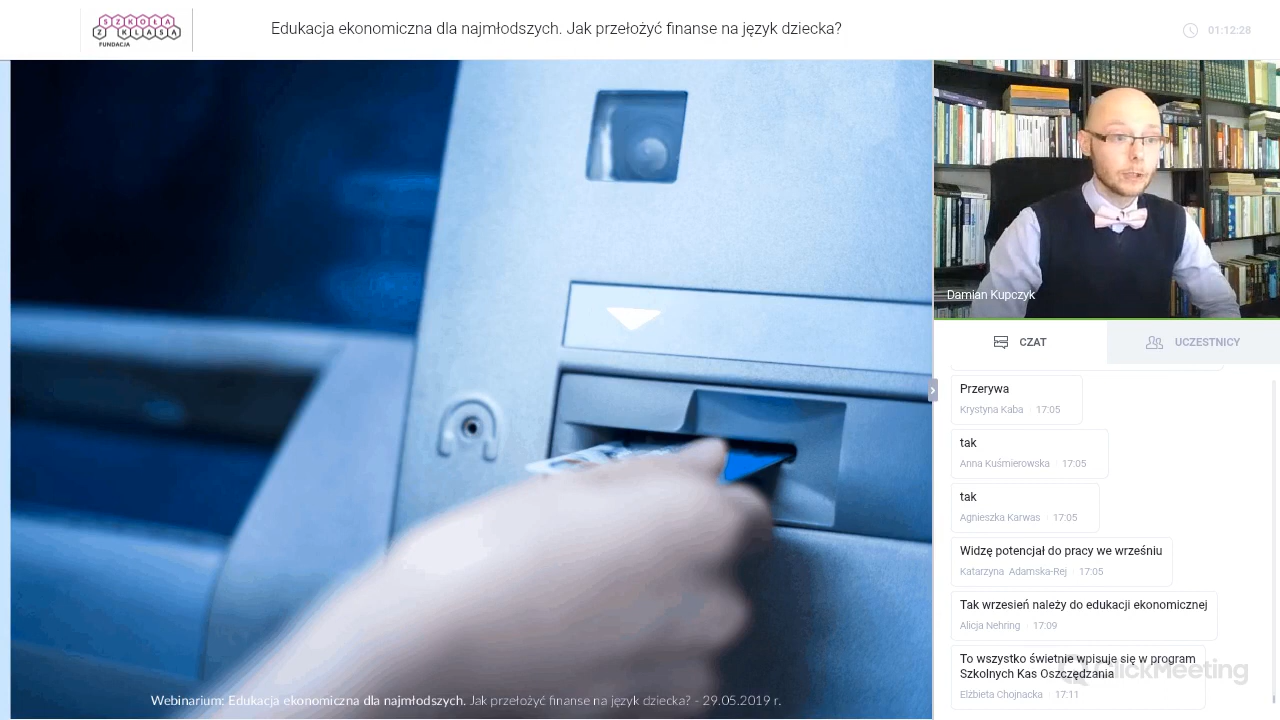 SZKOŁA
Z KLASĄ
FUNDACJA
Edukacja ekonomiczna dla najmłodszych. Jak przełożyć finanse na język dziecka?
01:12:28
Damian Kupczyk
CZAT
UCZESTNICY
Przerywa
Krystyna Kaba 17:05
tak
Anna Kuśmierowska 17:05
tak
Agnieszka Karwas 17:05
Widzę potencjał do pracy we wrześniu
Katarzyna Adamska-Rej 17:05
Tak wrzesień należy do edukacji ekonomicznej
Alicja Nehring 17:09
To wszystko świetnie wpisuje się w program
Szkolnych Kas Oszczędzania
Elżbieta Chojnacka 17:11
ClickMeeting
Webinarium: Edukacja ekonomiczna dla najmłodszych. Jak przełożyć finanse na język dziecka? - 29.05.2019 r.